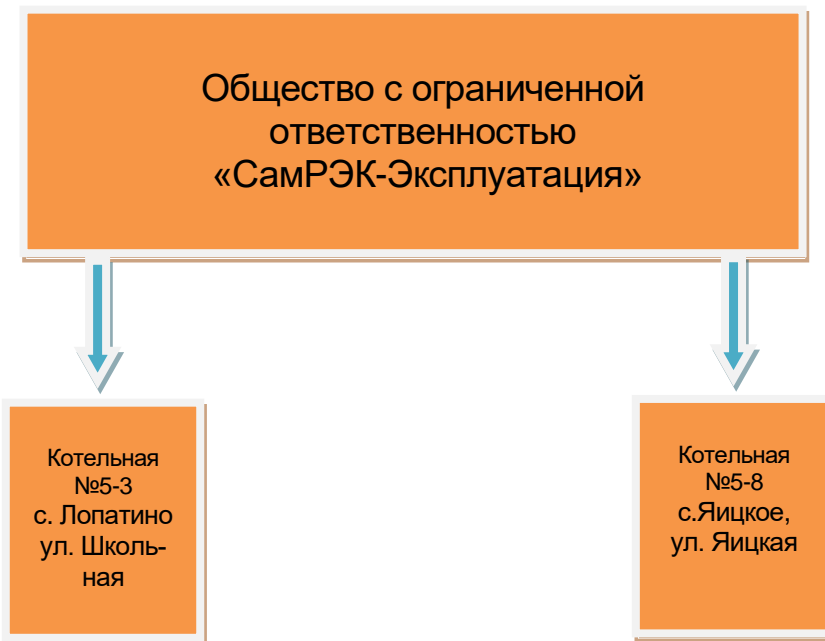 Общество с ограниченной
ответственностью
«СамРЭК-Эксплуатация»
Котельная
№5-3
с. Лопатино
ул. Школь-
ная
Котельная
№5-8
с.Яицкое,
ул. Яицкая